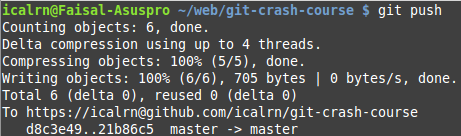 icalrn@Faisal-Asuspro ~/web/git-crash-course $ git push
Counting objects: 6, done.
Delta compression using up to 4 threads.
Compressing objects: 100% (5/5), done.
Writing objects: 100% (6/6), 705 bytes | 0 bytes/s, done.
Total 6 (delta 0), reused 0 (delta 0)
To https://icalrn@github.com/icalrn/git-crash-course
   d8c3e49..21b86c5  master -> master